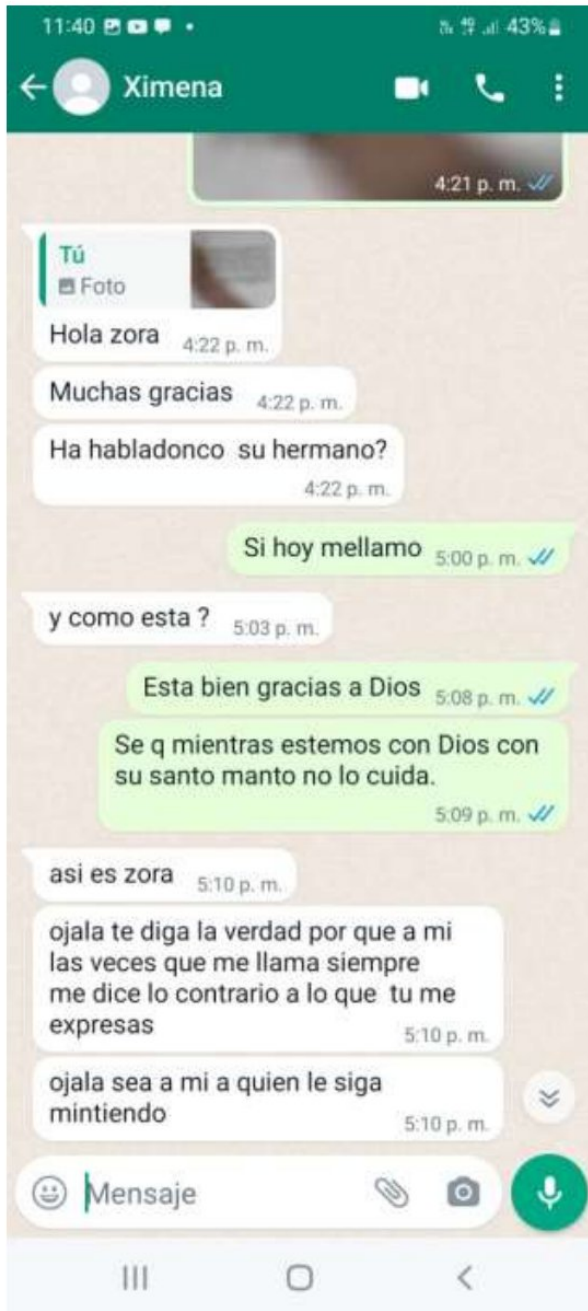 11:40
43%
Ximena
4:21 p. m.
Tú
Foto
Hola zora 4:22 p. m.
Muchas gracias 4:22 p. m.
Ha habladonco su hermano?
4:22 p. m.
Si hoy mellamo 5:00 p. m.
y como esta ? 5:03 p. m.
Esta bien gracias a Dios 5:08 p. m.
Se q mientras estemos con Dios con
su santo manto no lo cuida.
5:09 p. m.
asi es zora 5:10 p. m.
ojala te diga la verdad por que a mi
las veces que me llama siempre
me dice lo contrario a lo que tu me
expresas 5:10 p. m.
ojala sea a mi a quien le siga
mintiendo 5:10 p. m.
Mensaje